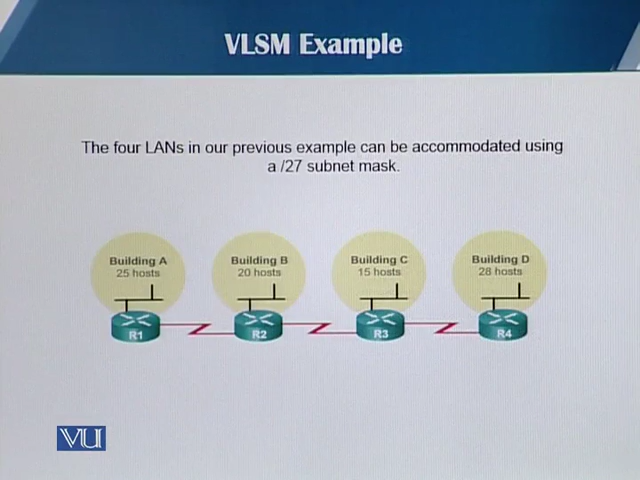 VLSM Example
The four LANs in our previous example can be accommodated using
a /27 subnet mask.
Building A
25 hosts
Building B
20 hosts
Building C
15 hosts
Building D
28 hosts
R1
R2
R3
R4
VU